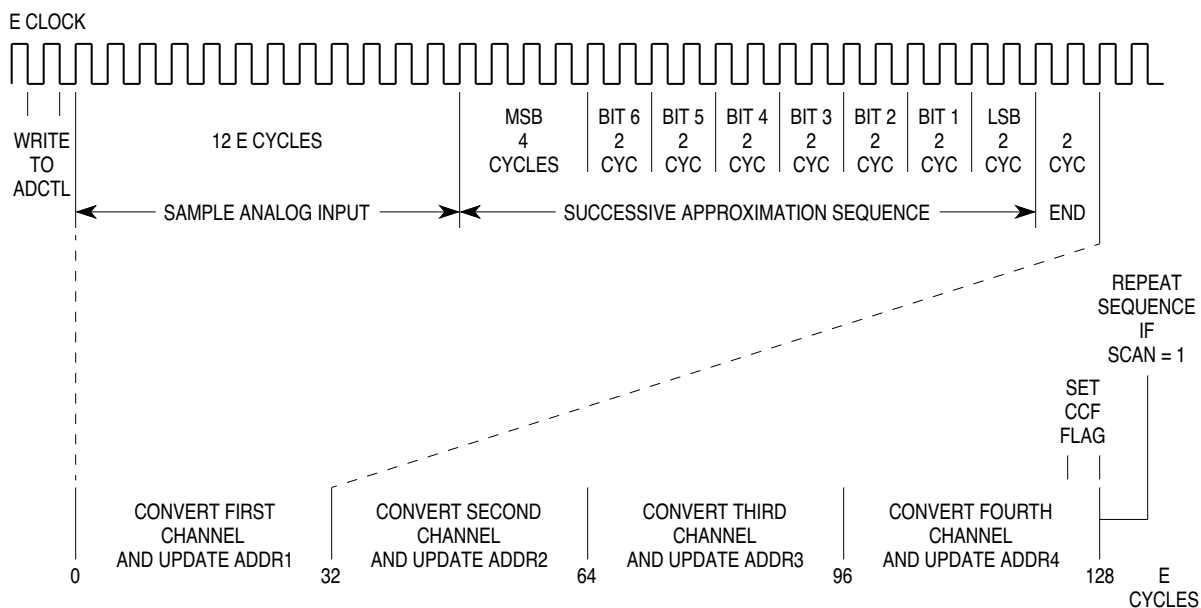 E CLOCK
WRITE
TO
ADCTL
12 E CYCLES
MSB
4
CYCLES
BIT 6
2
CYC
BIT 5
2
CYC
BIT 4
2
CYC
BIT 3
2
CYC
BIT 2
2
CYC
BIT 1
2
CYC
LSB
2
CYC
2
CYC
SAMPLE ANALOG INPUT
SUCCESSIVE APPROXIMATION SEQUENCE
END
REPEAT
SEQUENCE
IF
SCAN = 1
SET
CCF
FLAG
CONVERT FIRST
CHANNEL
AND UPDATE ADDR1
CONVERT SECOND
CHANNEL
AND UPDATE ADDR2
CONVERT THIRD
CHANNEL
AND UPDATE ADDR3
CONVERT FOURTH
CHANNEL
AND UPDATE ADDR4
0
32
64
96
128
E
CYCLES